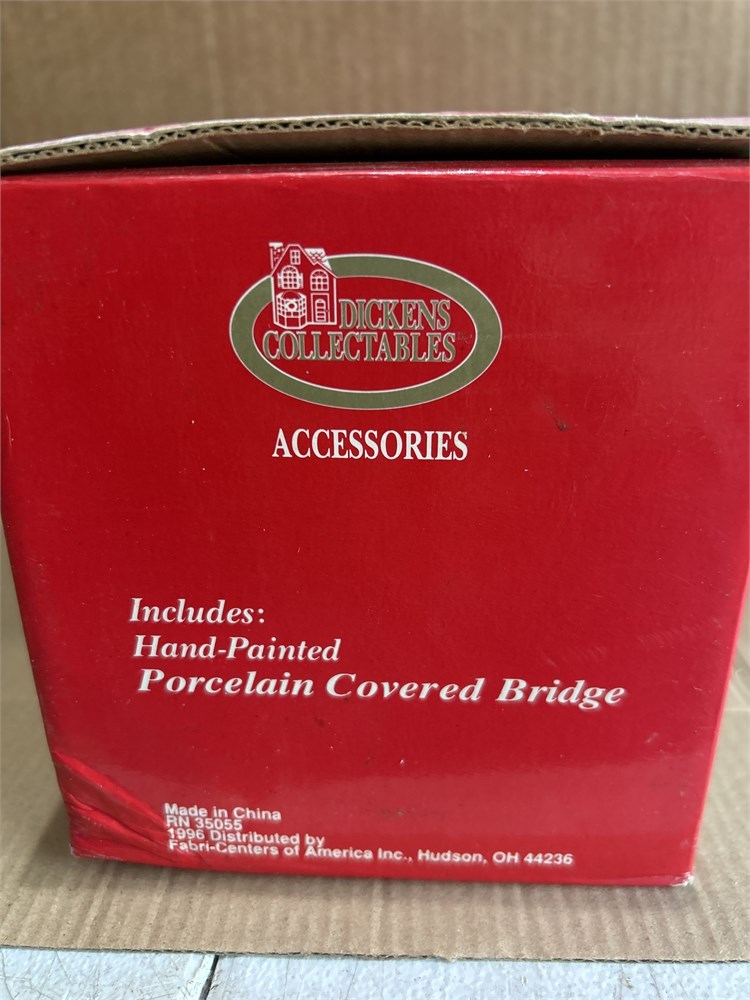 DICKENS
COLLECTABLES
ACCESSORIES
Includes:
Hand-Painted
Porcelain Covered Bridge
Made in China
RN 35055
1996 Distributed by
Fabri-Centers of America Inc., Hudson, OH 44236